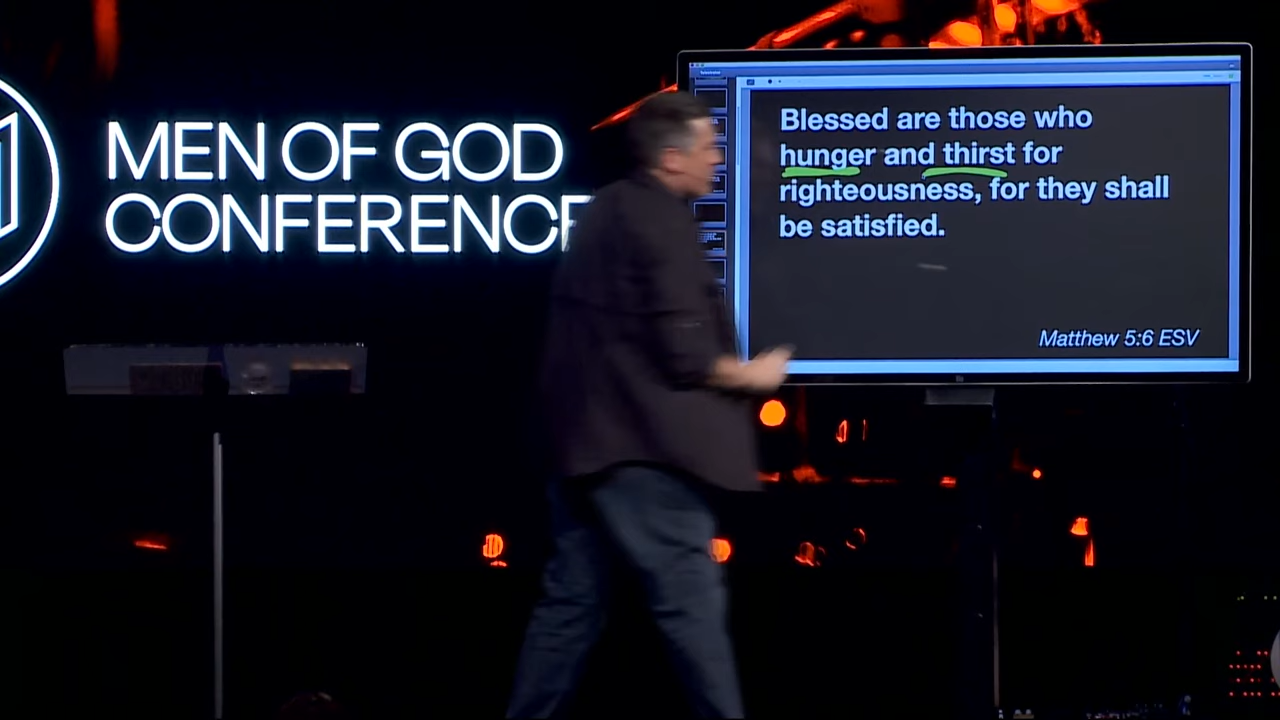 MEN OF GOD
CONFERENCE
Blessed are those who
hunger and thirst for
righteousness, for they shall
be satisfied.
Matthew 5:6 ESV